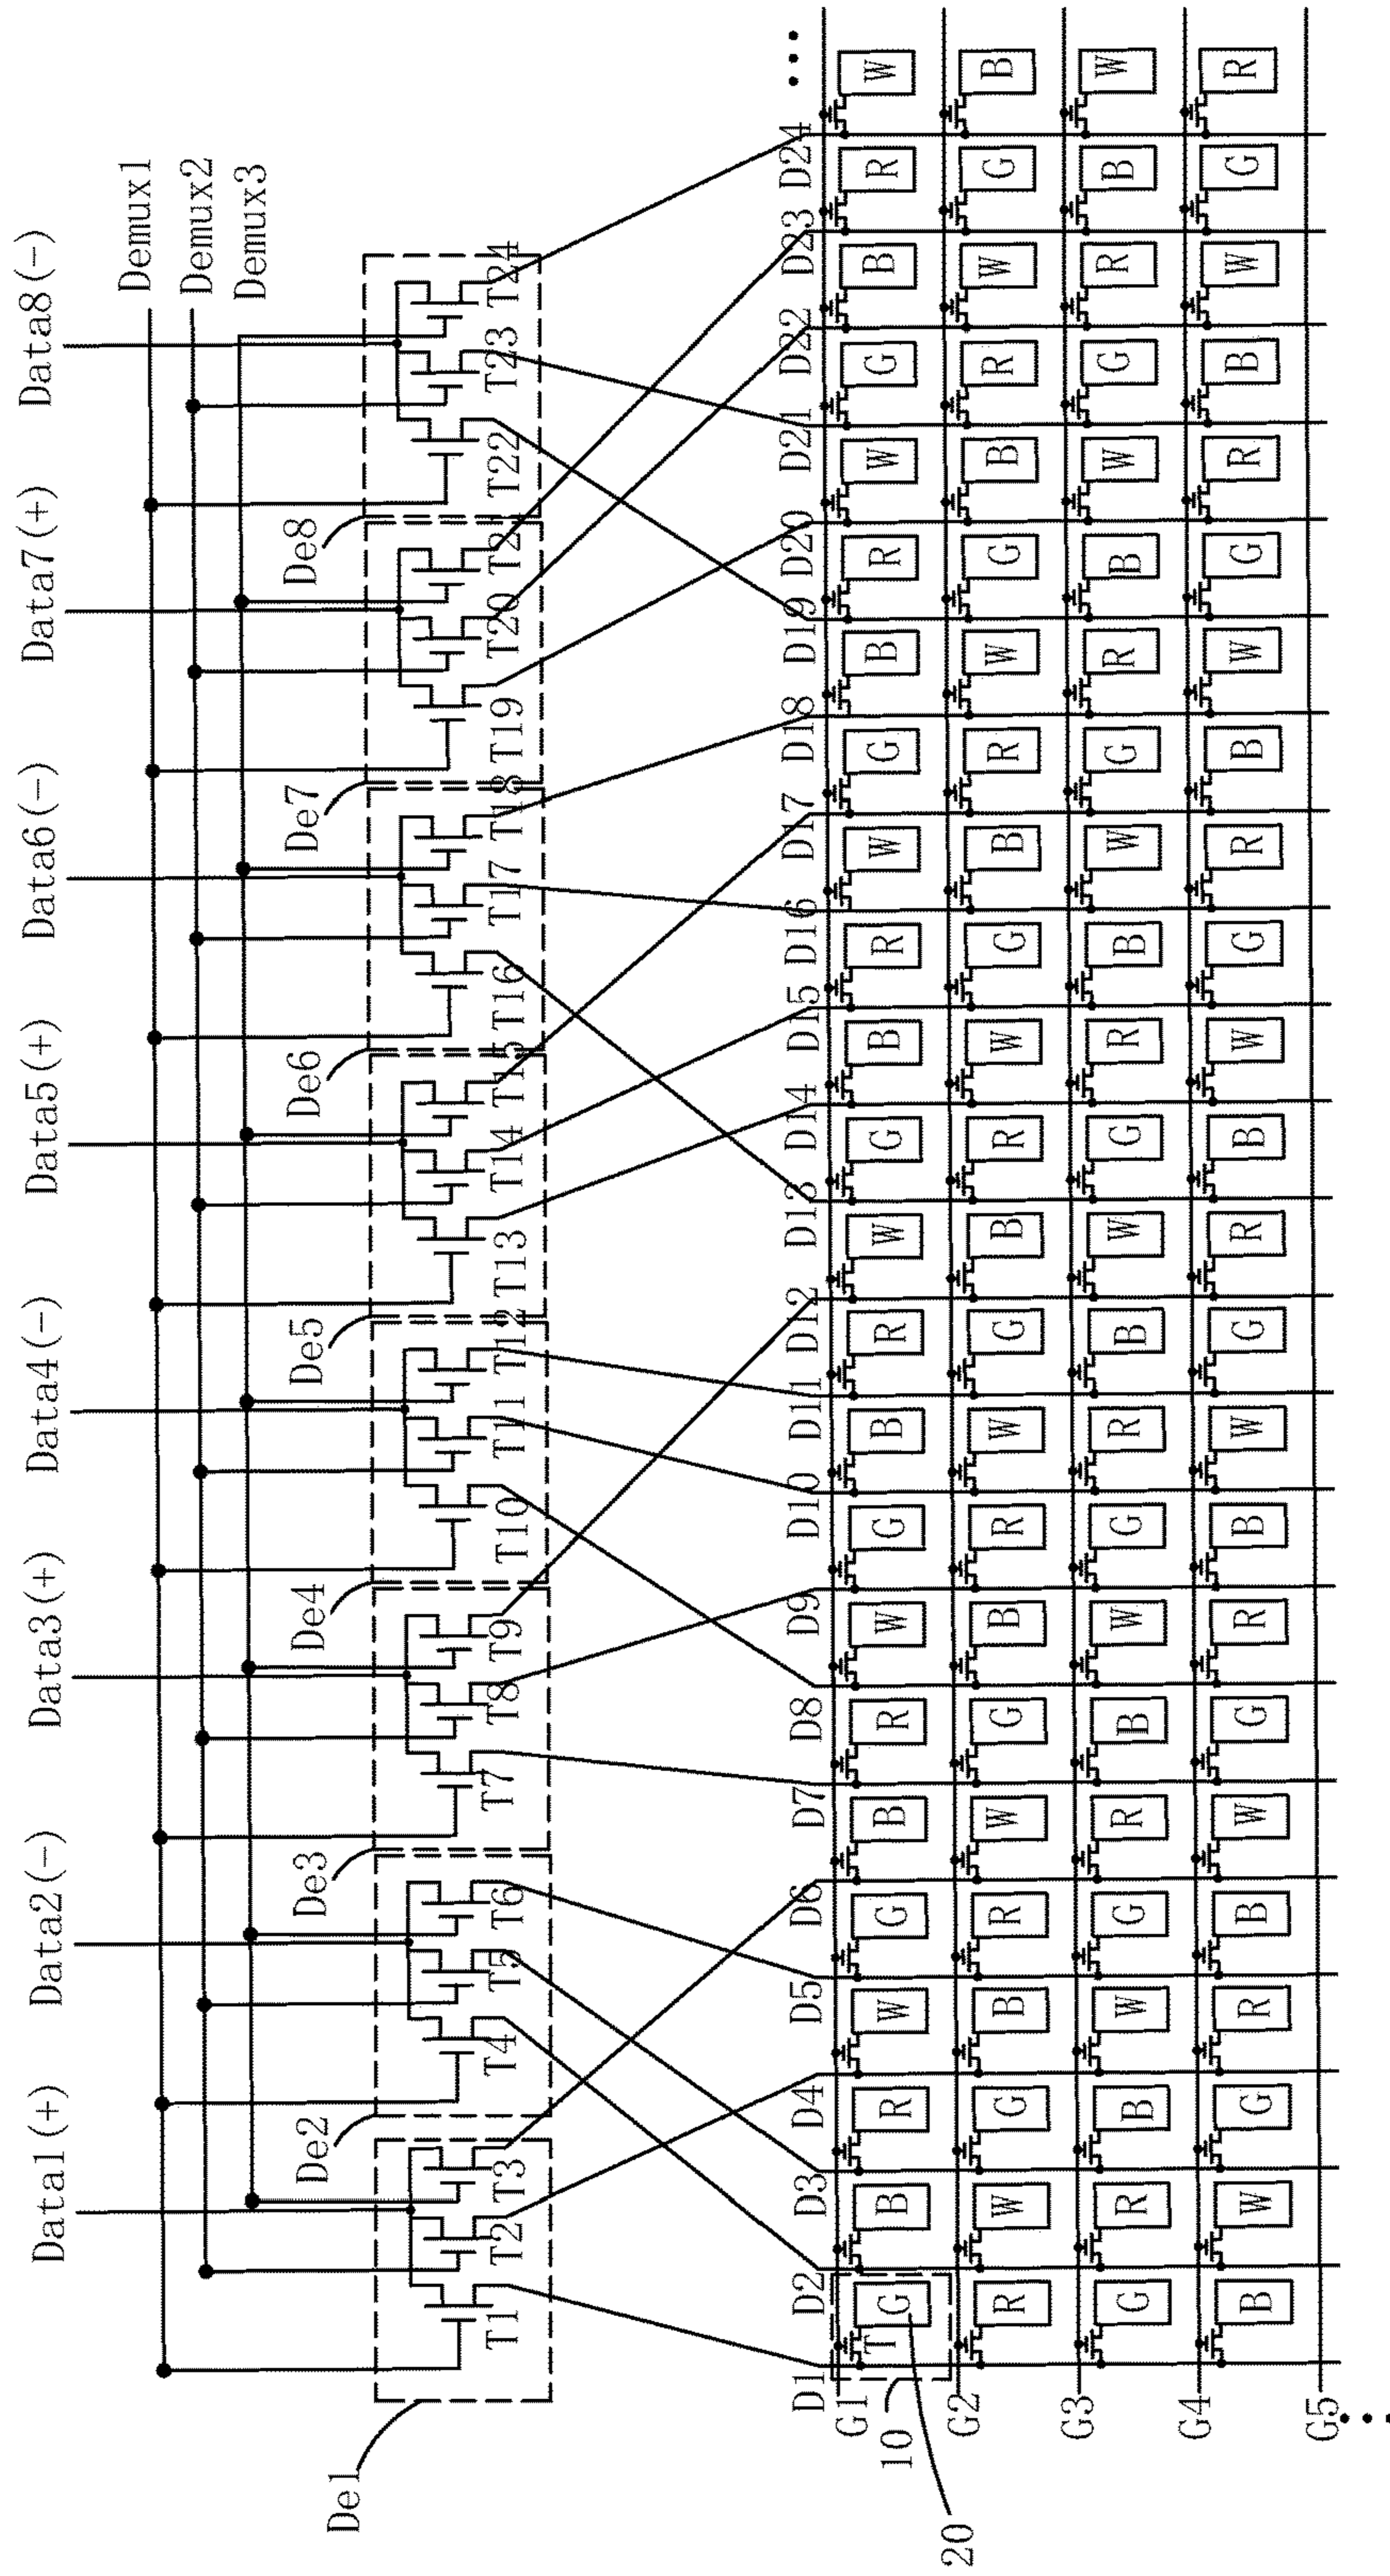 Data1(+) Data2(-) Data3(+) Data4(-) Data5(+) Data6(-) Data7(+) Data8(-)
Demux1
Demux2
Demux3
De1 De2 De3 De4 De5 De6 De7 De8
T1 T2 T3 T4 T5 T6 T7 T8 T9 T10 T11 T12 T13 T14 T15 T16 T17 T18 T19 T20 T21 T22 T23 T24
D1 D2 D3 D4 D5 D6 D7 D8 D9 D10 D11 D12 D13 D14 D15 D16 D17 D18 D19 D20 D21 D22 D23 D24 ...
G1 T G B R W G B R W G B R W G B R W G B R W G B R W
10
G2 R W G B R W G B R W G B R W G B R W G B R W G B
20
G3 G R B W G R B W G R B W G R B W G R B W G R B W
G4 B W G R B W G R B W G R B W G R B W G R B W G R
G5
...